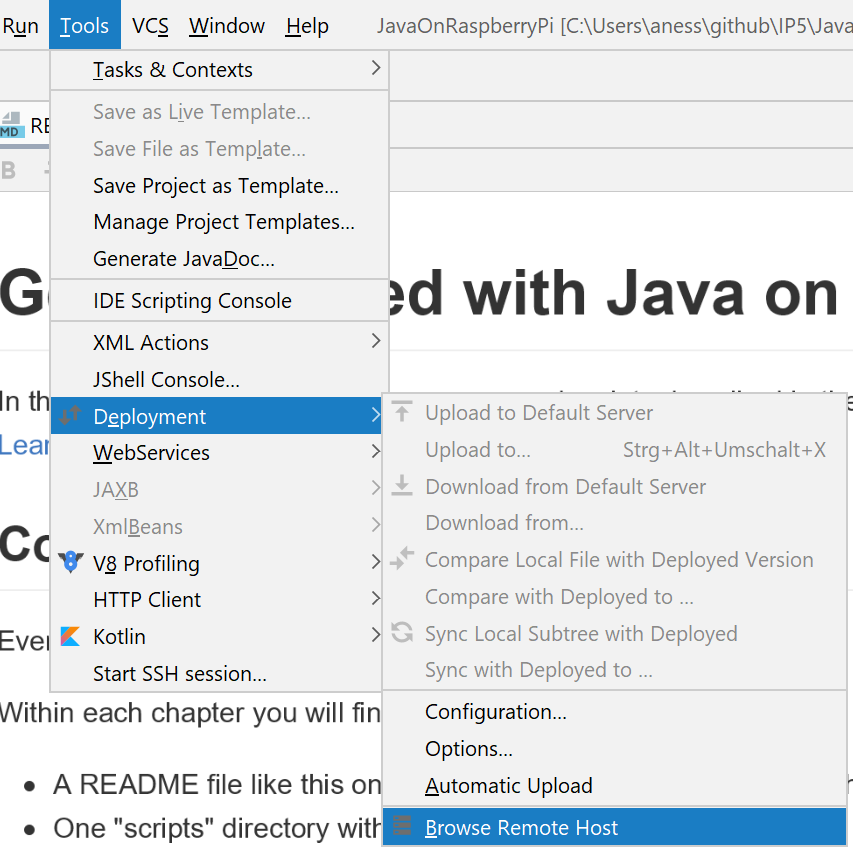 Run Tools VCS Window Help JavaOnRaspberryPi [C:\Users\aness\github\IP5\Java
Tasks & Contexts
Save as Live Template...
MD RE
Save File as Template...
B
Save Project as Template...
Manage Project Templates...
Generate JavaDoc...
G ed with Java on
IDE Scripting Console
XML Actions
JShell Console...
In th
Deployment
Upload to Default Server
Lear
WebServices
Upload to... Strg+Alt+Umschalt+X
JAXB
Download from Default Server
XmlBeans
Download from...
Co
V8 Profiling
Compare Local File with Deployed Version
HTTP Client
Compare with Deployed to ...
Ever
Kotlin
Sync Local Subtree with Deployed
Start SSH session...
Sync with Deployed to ...
Within each chapter you will fin
Configuration...
Options...
• A README file like this on
Automatic Upload
• One "scripts" directory with
Browse Remote Host